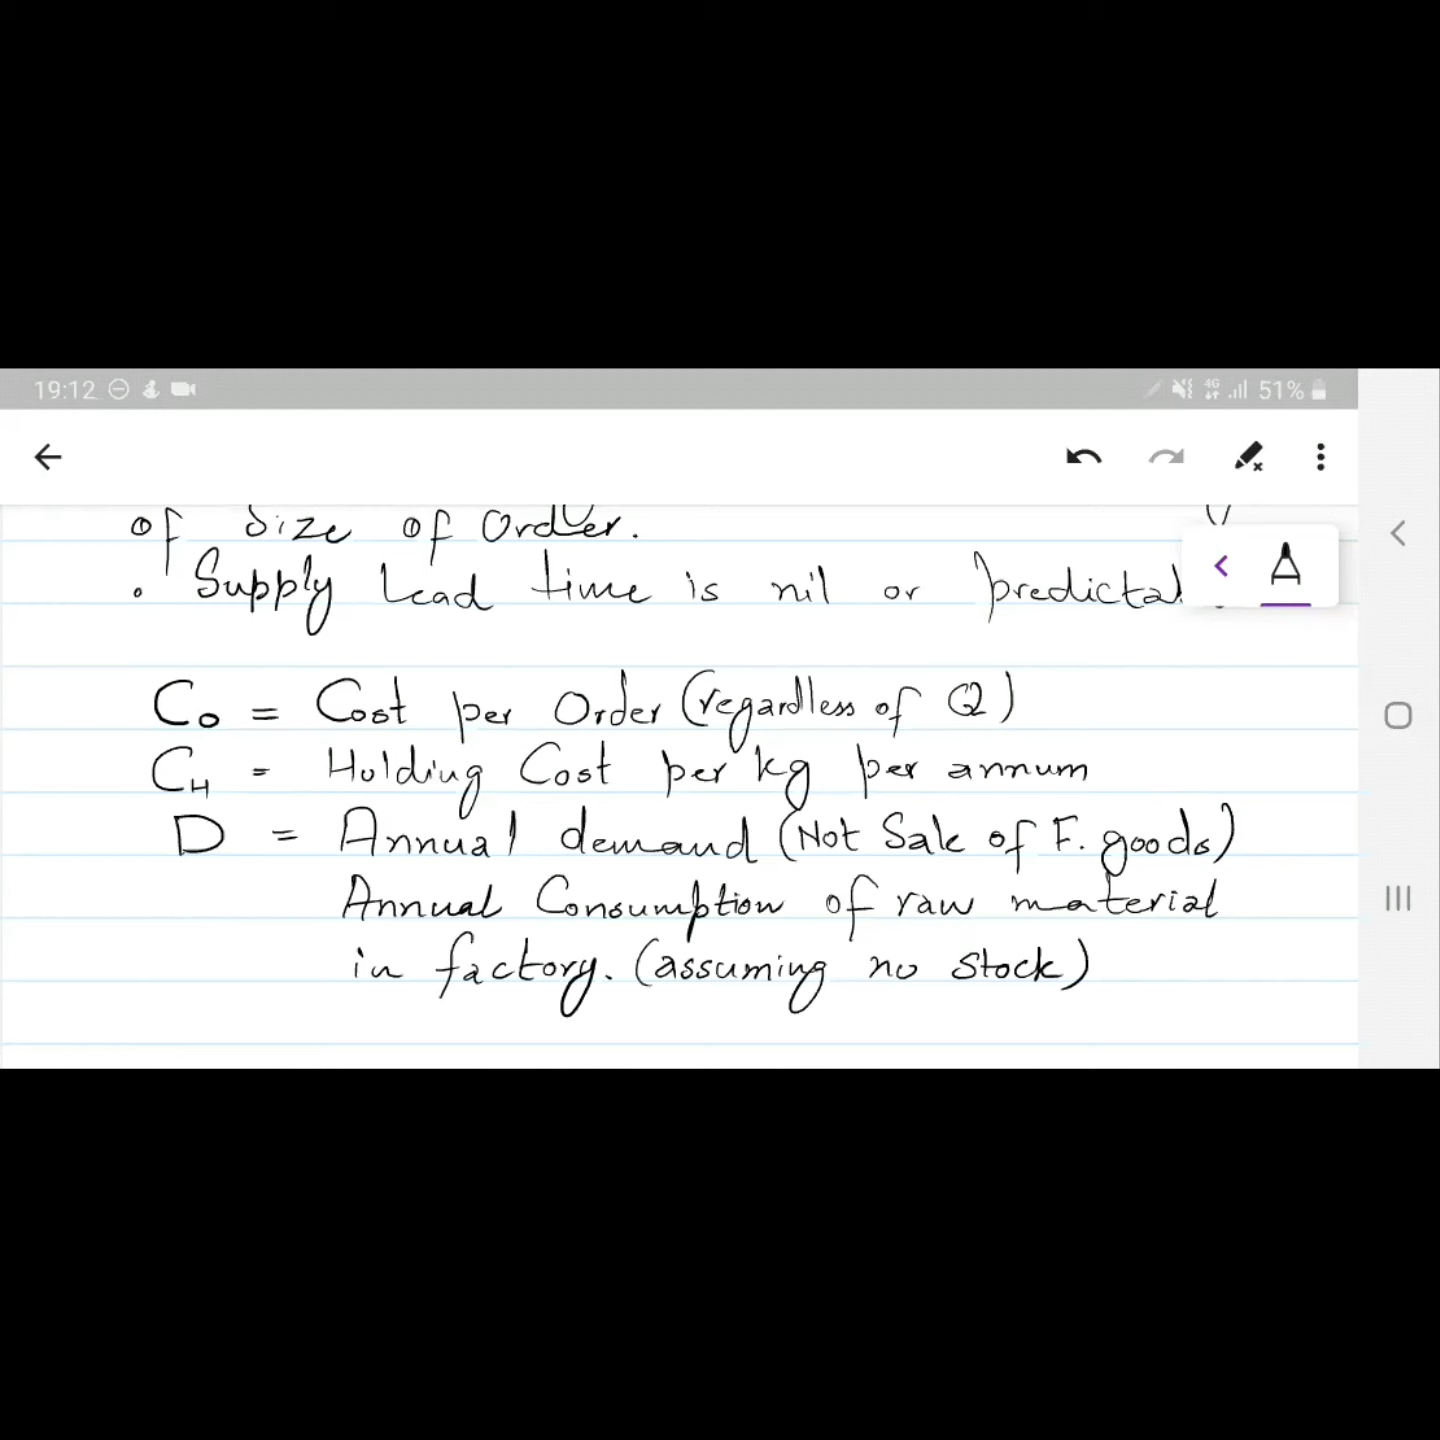 19:12
4G 51%
of Size of Order.
• Supply Lead time is nil or
Co = Cost per Order (regardless of Q)
CH = Holding Cost per kg per annum
D = Annual demand (Not Sale of F. goods)
Annual Consumption of raw material
in factory. (assuming no stock)